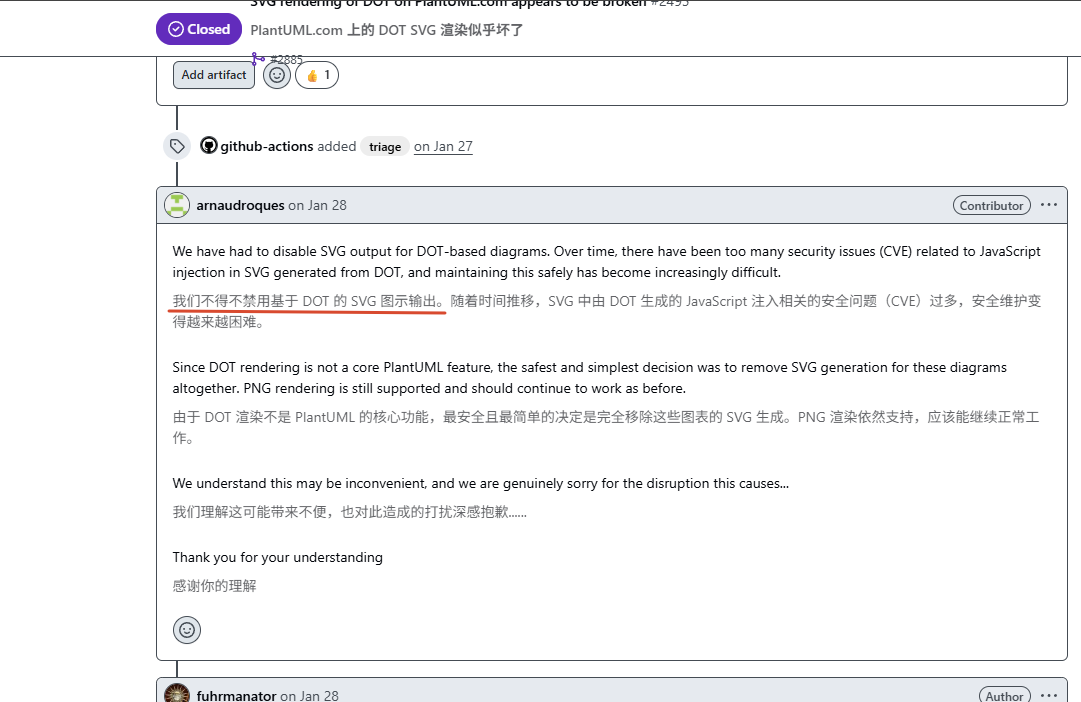 SVG rendering of DOT on PlantUML.com appears to be broken #2495
Closed
PlantUML.com 上的 DOT SVG 渲染似乎坏了
#2885
Add artifact
👍 1
github-actions added triage on Jan 27
arnaudroques on Jan 28
Contributor
We have had to disable SVG output for DOT-based diagrams. Over time, there have been too many security issues (CVE) related to JavaScript
injection in SVG generated from DOT, and maintaining this safely has become increasingly difficult.
我们不得不禁用基于 DOT 的 SVG 图示输出。随着时间推移，SVG 中由 DOT 生成的 JavaScript 注入相关的安全问题（CVE）过多，安全维护变
得越来越困难。
Since DOT rendering is not a core PlantUML feature, the safest and simplest decision was to remove SVG generation for these diagrams
altogether. PNG rendering is still supported and should continue to work as before.
由于 DOT 渲染不是 PlantUML 的核心功能，最安全且最简单的决定是完全移除这些图表的 SVG 生成。PNG 渲染依然支持，应该能继续正常工
作。
We understand this may be inconvenient, and we are genuinely sorry for the disruption this causes...
我们理解这可能带来不便，也对此造成的打扰深感抱歉......
Thank you for your understanding
感谢你的理解
fuhrmanator on Jan 28
Author